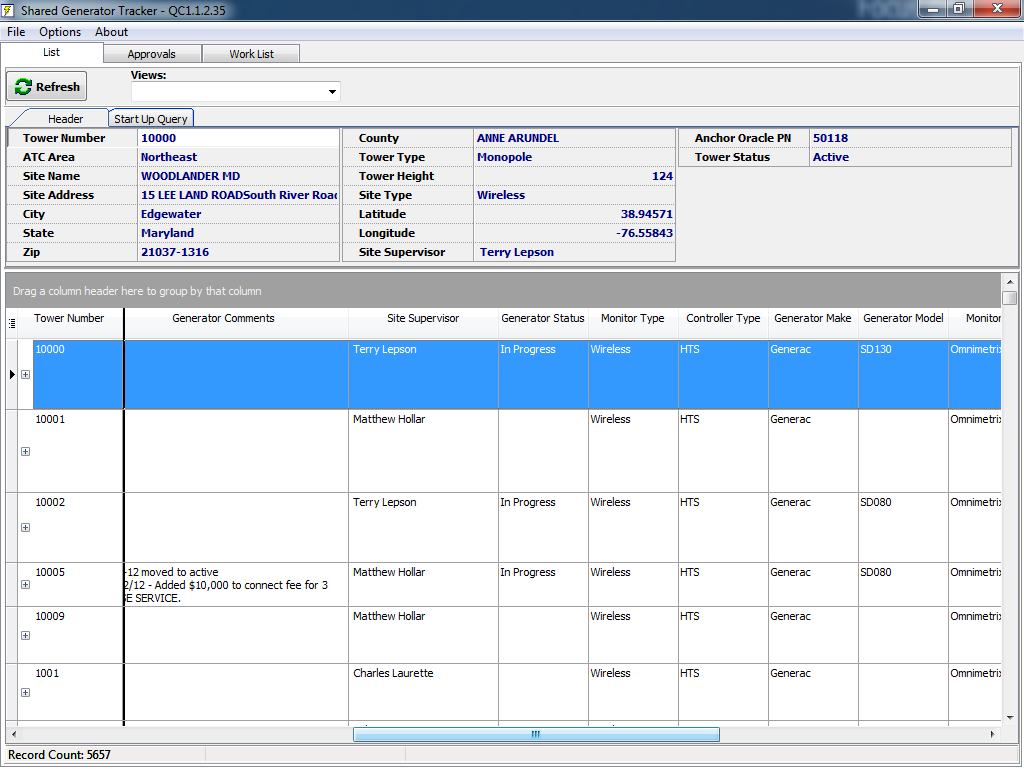 Shared Generator Tracker - QC1.1.2.35
File Options About
List Approvals Work List
Refresh Views:
Header Start Up Query
Tower Number 10000 County ANNE ARUNDEL Anchor Oracle PN 50118
ATC Area Northeast Tower Type Monopole Tower Status Active
Site Name WOODLANDER MD Tower Height 124
Site Address 15 LEE LAND ROADSouth River Road Site Type Wireless
City Edgewater Latitude 38.94571
State Maryland Longitude -76.55843
Zip 21037-1316 Site Supervisor Terry Lepson
Drag a column header here to group by that column
Tower Number Generator Comments Site Supervisor Generator Status Monitor Type Controller Type Generator Make Generator Model Monitor
10000 Terry Lepson In Progress Wireless HTS Generac SD130 Omnimetrix
10001 Matthew Hollar Wireless HTS Generac Omnimetrix
10002 Terry Lepson In Progress Wireless HTS Generac SD080 Omnimetrix
10005 -12 moved to active Matthew Hollar In Progress Wireless HTS Generac SD080 Omnimetrix
2/12 - Added $10,000 to connect fee for 3
SE SERVICE.
10009 Matthew Hollar Wireless HTS Generac Omnimetrix
1001 Charles Laurette Wireless HTS Generac Omnimetrix
Record Count: 5657